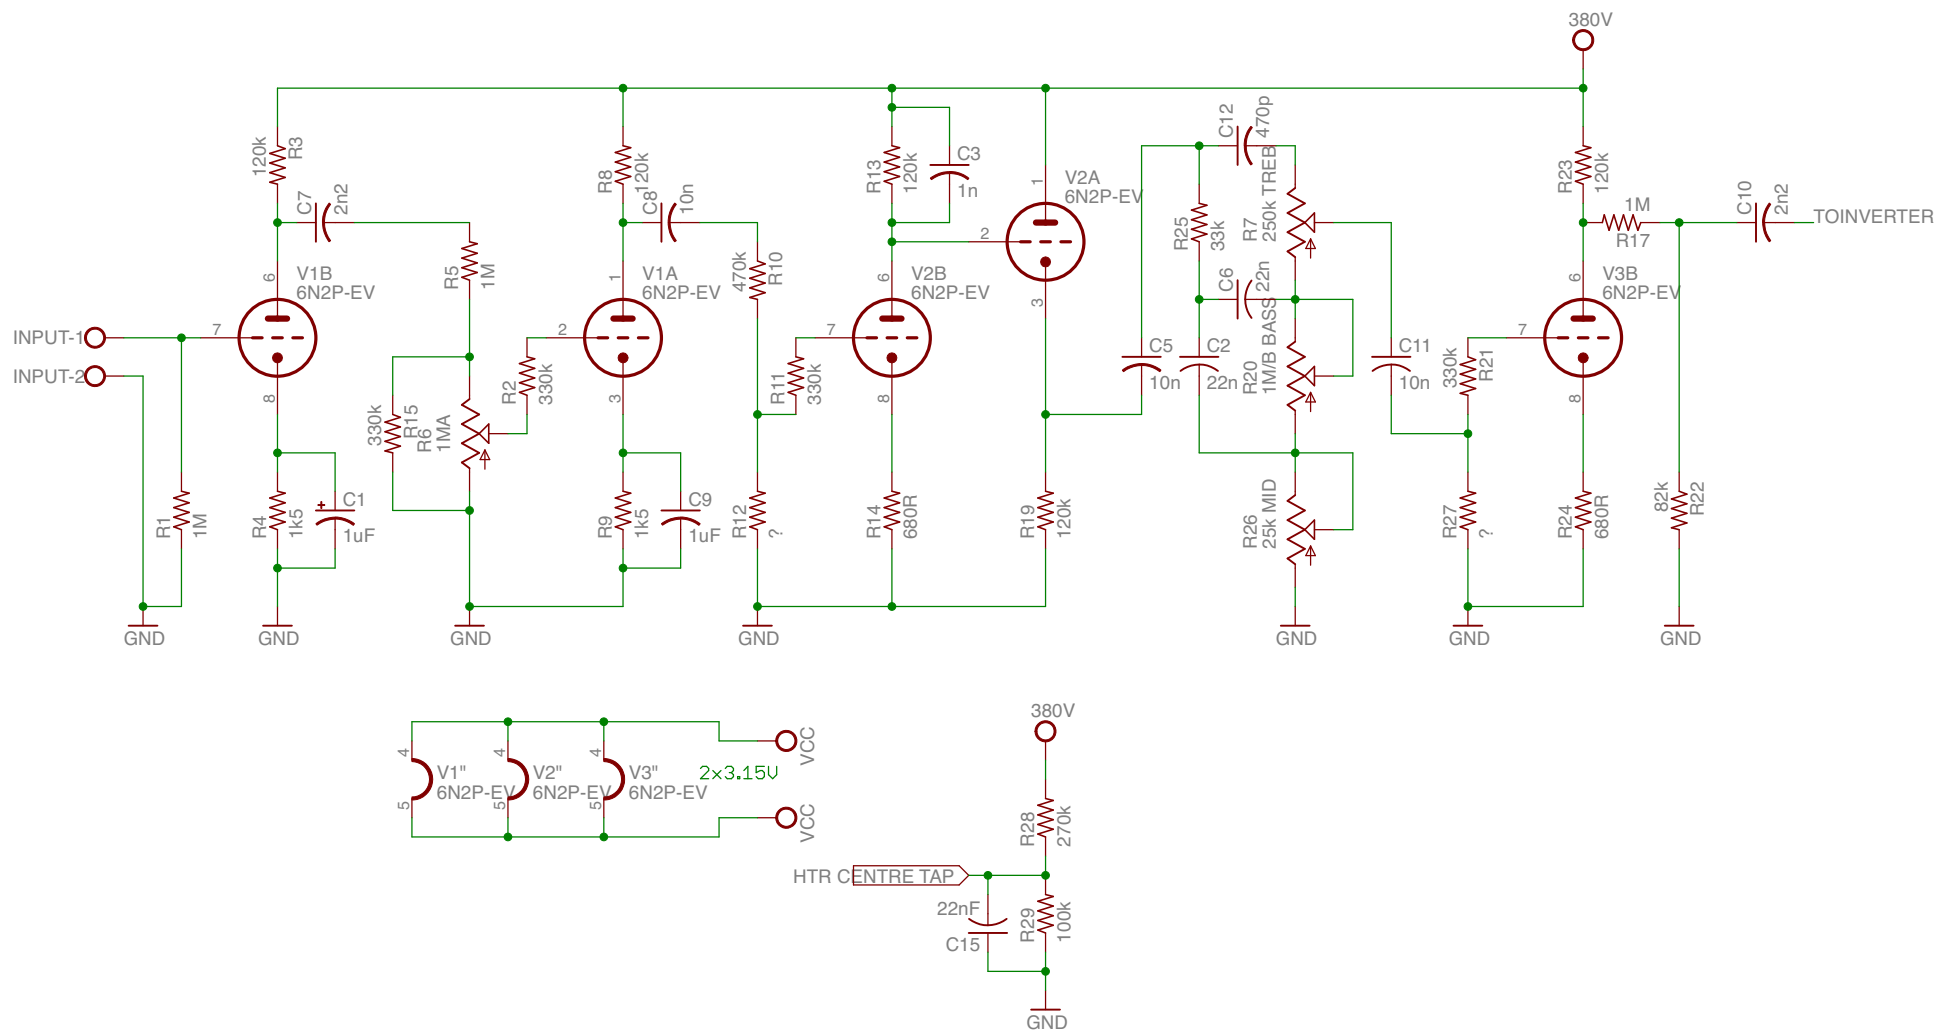 380V
120k
R3
C7
2n2
R5
1M
V1B
6N2P-EV
6
7
8
INPUT-1
INPUT-2
R1
1M
R4
1k5
C1
1uF
GND
GND
330k
R15
R6
1MA
GND
R2
330k
R8
120k
C8
10n
V1A
6N2P-EV
1
2
3
R9
1k5
C9
1uF
470k
R10
R11
330k
R12
?
GND
R13
120k
C3
1n
V2B
6N2P-EV
6
7
8
R14
680R
V2A
6N2P-EV
1
2
3
R19
120k
C5
10n
C12
470p
R25
33k
R7
250k TREB
C6
22n
C2
22n
R20
1M/B BASS
R26
25k MID
GND
C11
10n
330k
R21
R27
?
GND
R23
120k
V3B
6N2P-EV
6
7
8
R24
680R
1M
R17
C10
2n2
TOINVERTER
82k
R22
GND
4
5
V1"
6N2P-EV
4
5
V2"
6N2P-EV
4
5
V3"
6N2P-EV
VCC
2x3.15V
VCC
380V
R28
270k
HTR CENTRE TAP
22nF
C15
R29
100k
GND